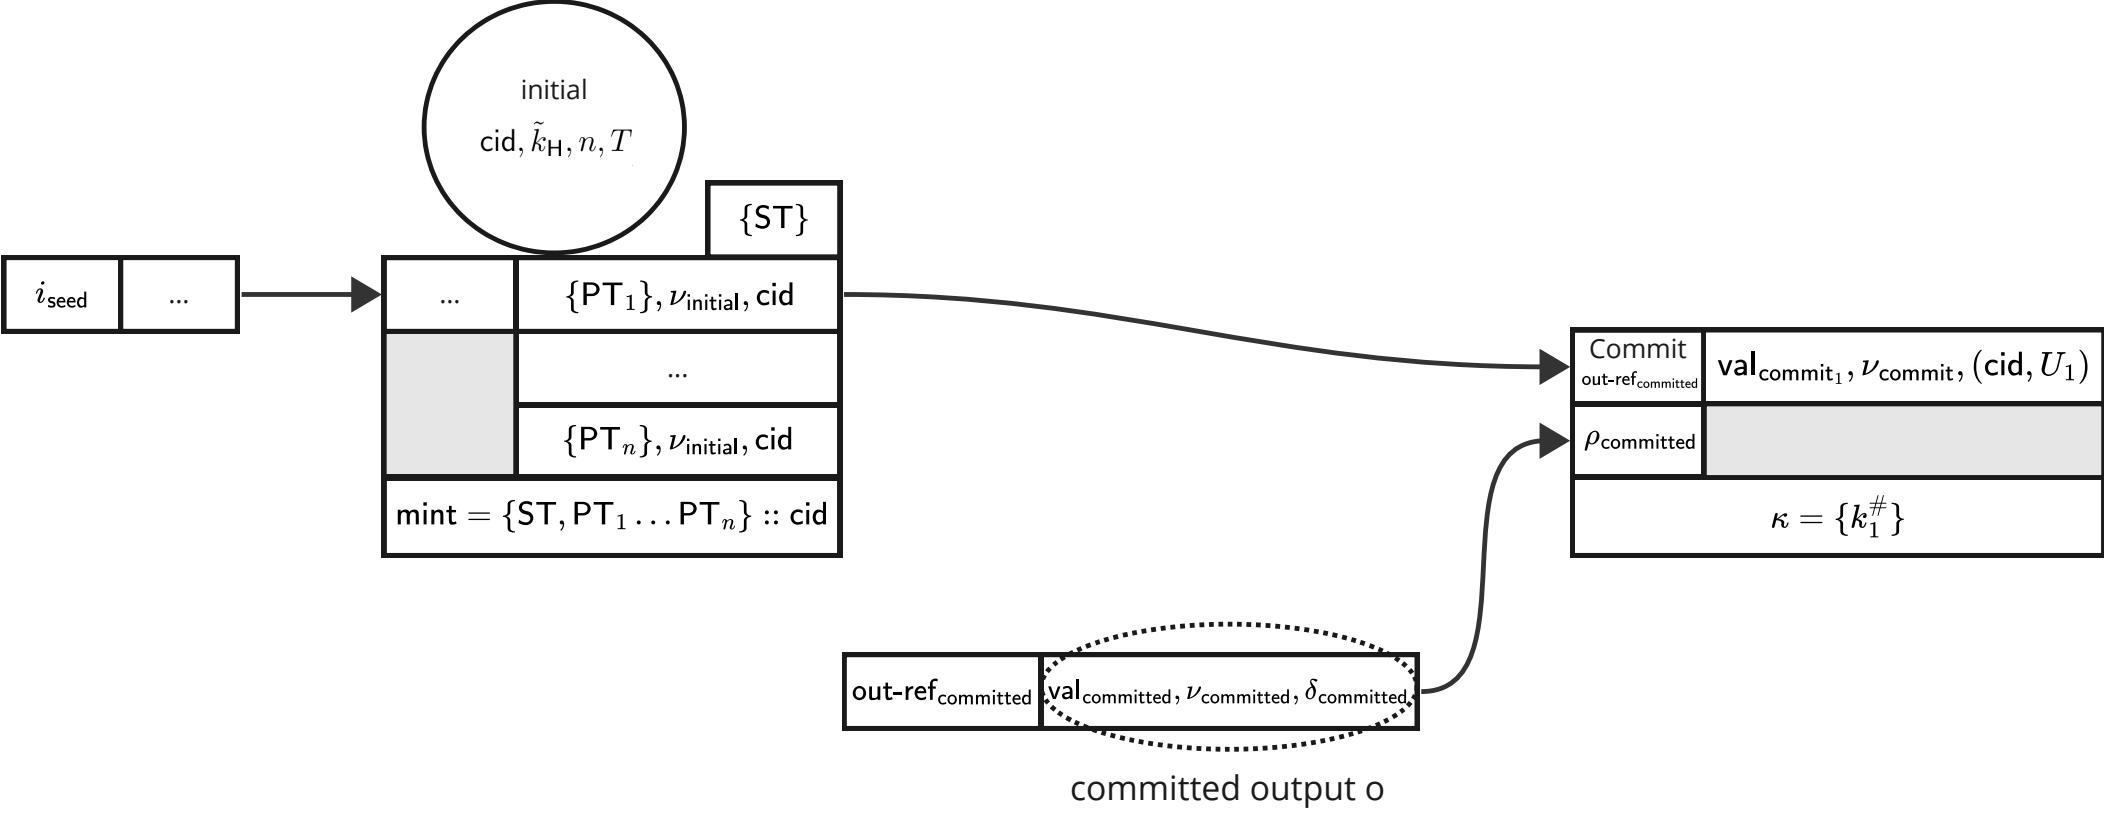 initial
cid, k̃_H, n, T
{ST}
i_seed
...
...
{PT_1}, ν_initial, cid
...
{PT_n}, ν_initial, cid
mint = {ST, PT_1 … PT_n} :: cid
Commit
out-ref_committed
val_commit_1, ν_commit, (cid, U_1)
ρ_committed
κ = {k_1^#}
out-ref_committed
val_committed, ν_committed, δ_committed
committed output o